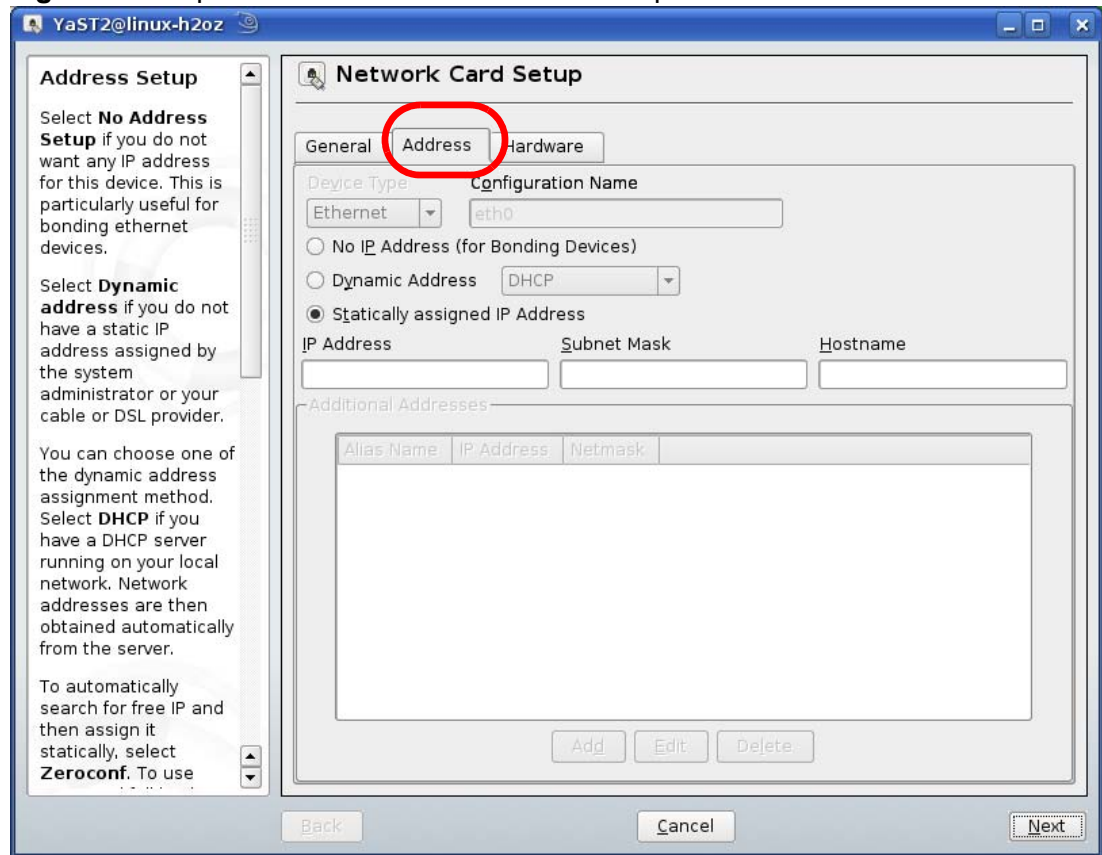 YaST2@linux-h2oz
Address Setup
Select No Address
Setup if you do not
want any IP address
for this device. This is
particularly useful for
bonding ethernet
devices.
Select Dynamic
address if you do not
have a static IP
address assigned by
the system
administrator or your
cable or DSL provider.
You can choose one of
the dynamic address
assignment method.
Select DHCP if you
have a DHCP server
running on your local
network. Network
addresses are then
obtained automatically
from the server.
To automatically
search for free IP and
then assign it
statically, select
Zeroconf. To use
Network Card Setup
General Address Hardware
Device Type Configuration Name
Ethernet eth0
No IP Address (for Bonding Devices)
Dynamic Address DHCP
Statically assigned IP Address
IP Address Subnet Mask Hostname
Additional Addresses
Alias Name IP Address Netmask
Add Edit Delete
Back Cancel Next